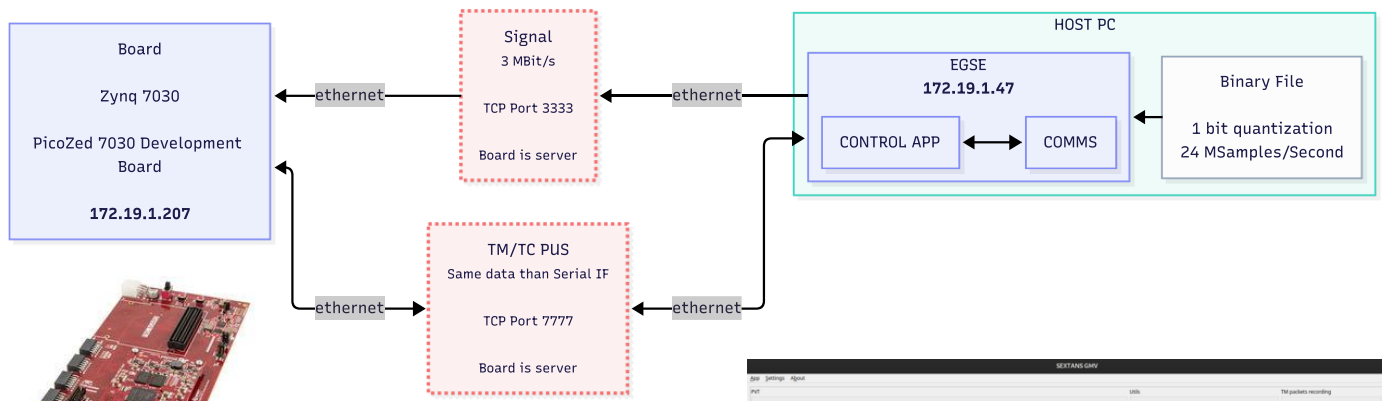 Board
Zynq 7030
PicoZed 7030 Development
Board
172.19.1.207
ethernet
ethernet
Signal
3 MBit/s
TCP Port 3333
Board is server
TM/TC PUS
Same data than Serial IF
TCP Port 7777
Board is server
ethernet
ethernet
HOST PC
EGSE
172.19.1.47
CONTROL APP
COMMS
Binary File
1 bit quantization
24 MSamples/Second
SEXTANS GMV
App Settings About
PVT Utils TM packets recording